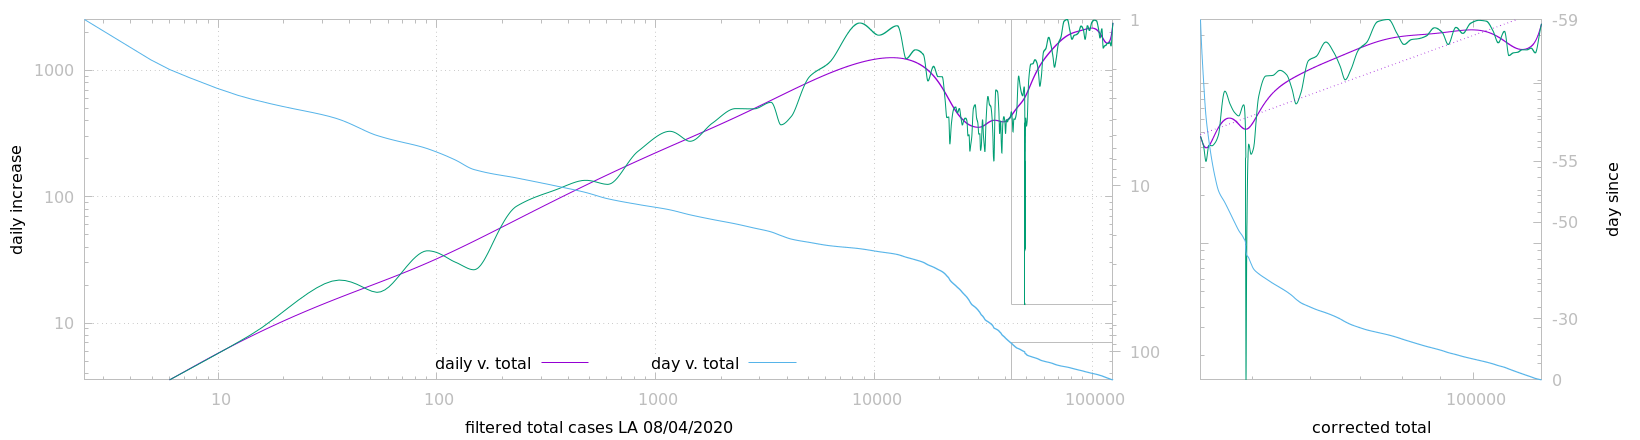 1000
100
10
daily increase
daily v. total
day v. total
10
100
1000
10000
100000
filtered total cases LA 08/04/2020
1
10
100
-59
-55
-50
-30
0
day since
100000
corrected total